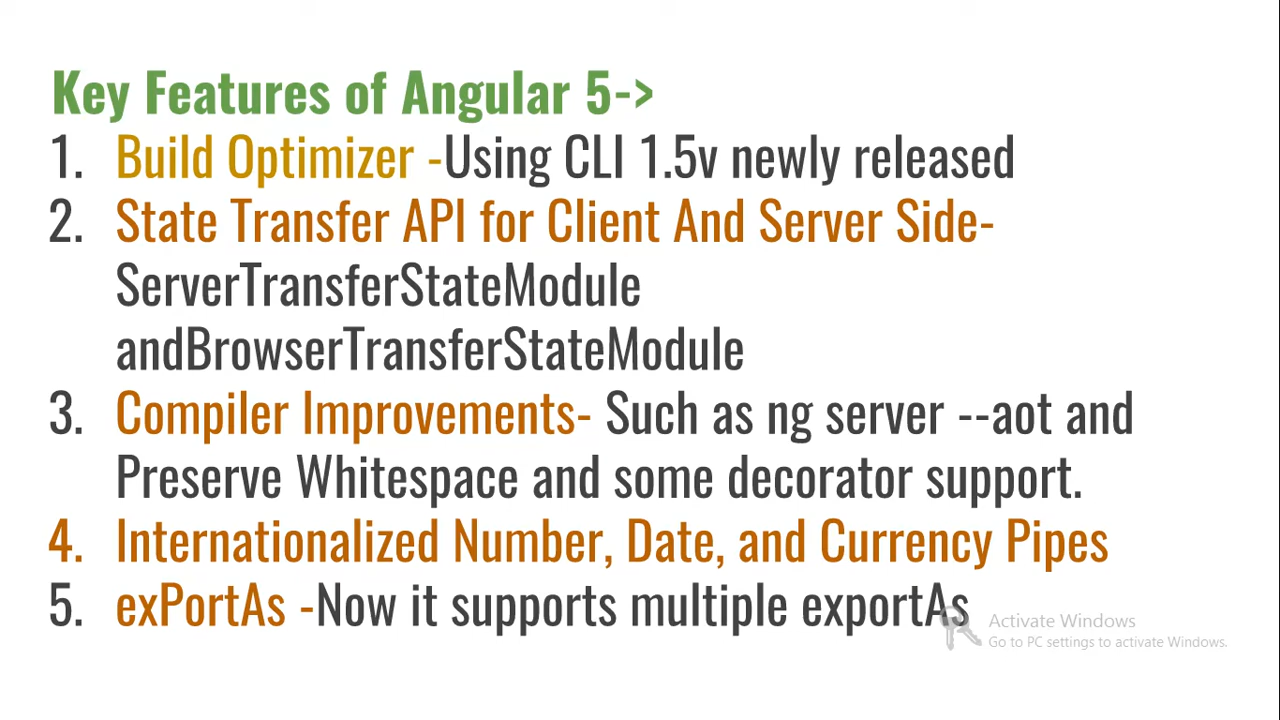 Key Features of Angular 5->
1. Build Optimizer -Using CLI 1.5v newly released
2. State Transfer API for Client And Server Side-
ServerTransferStateModule
andBrowserTransferStateModule
3. Compiler Improvements- Such as ng server --aot and
Preserve Whitespace and some decorator support.
4. Internationalized Number, Date, and Currency Pipes
5. exPortAs -Now it supports multiple exportAs
Activate Windows
Go to PC settings to activate Windows.